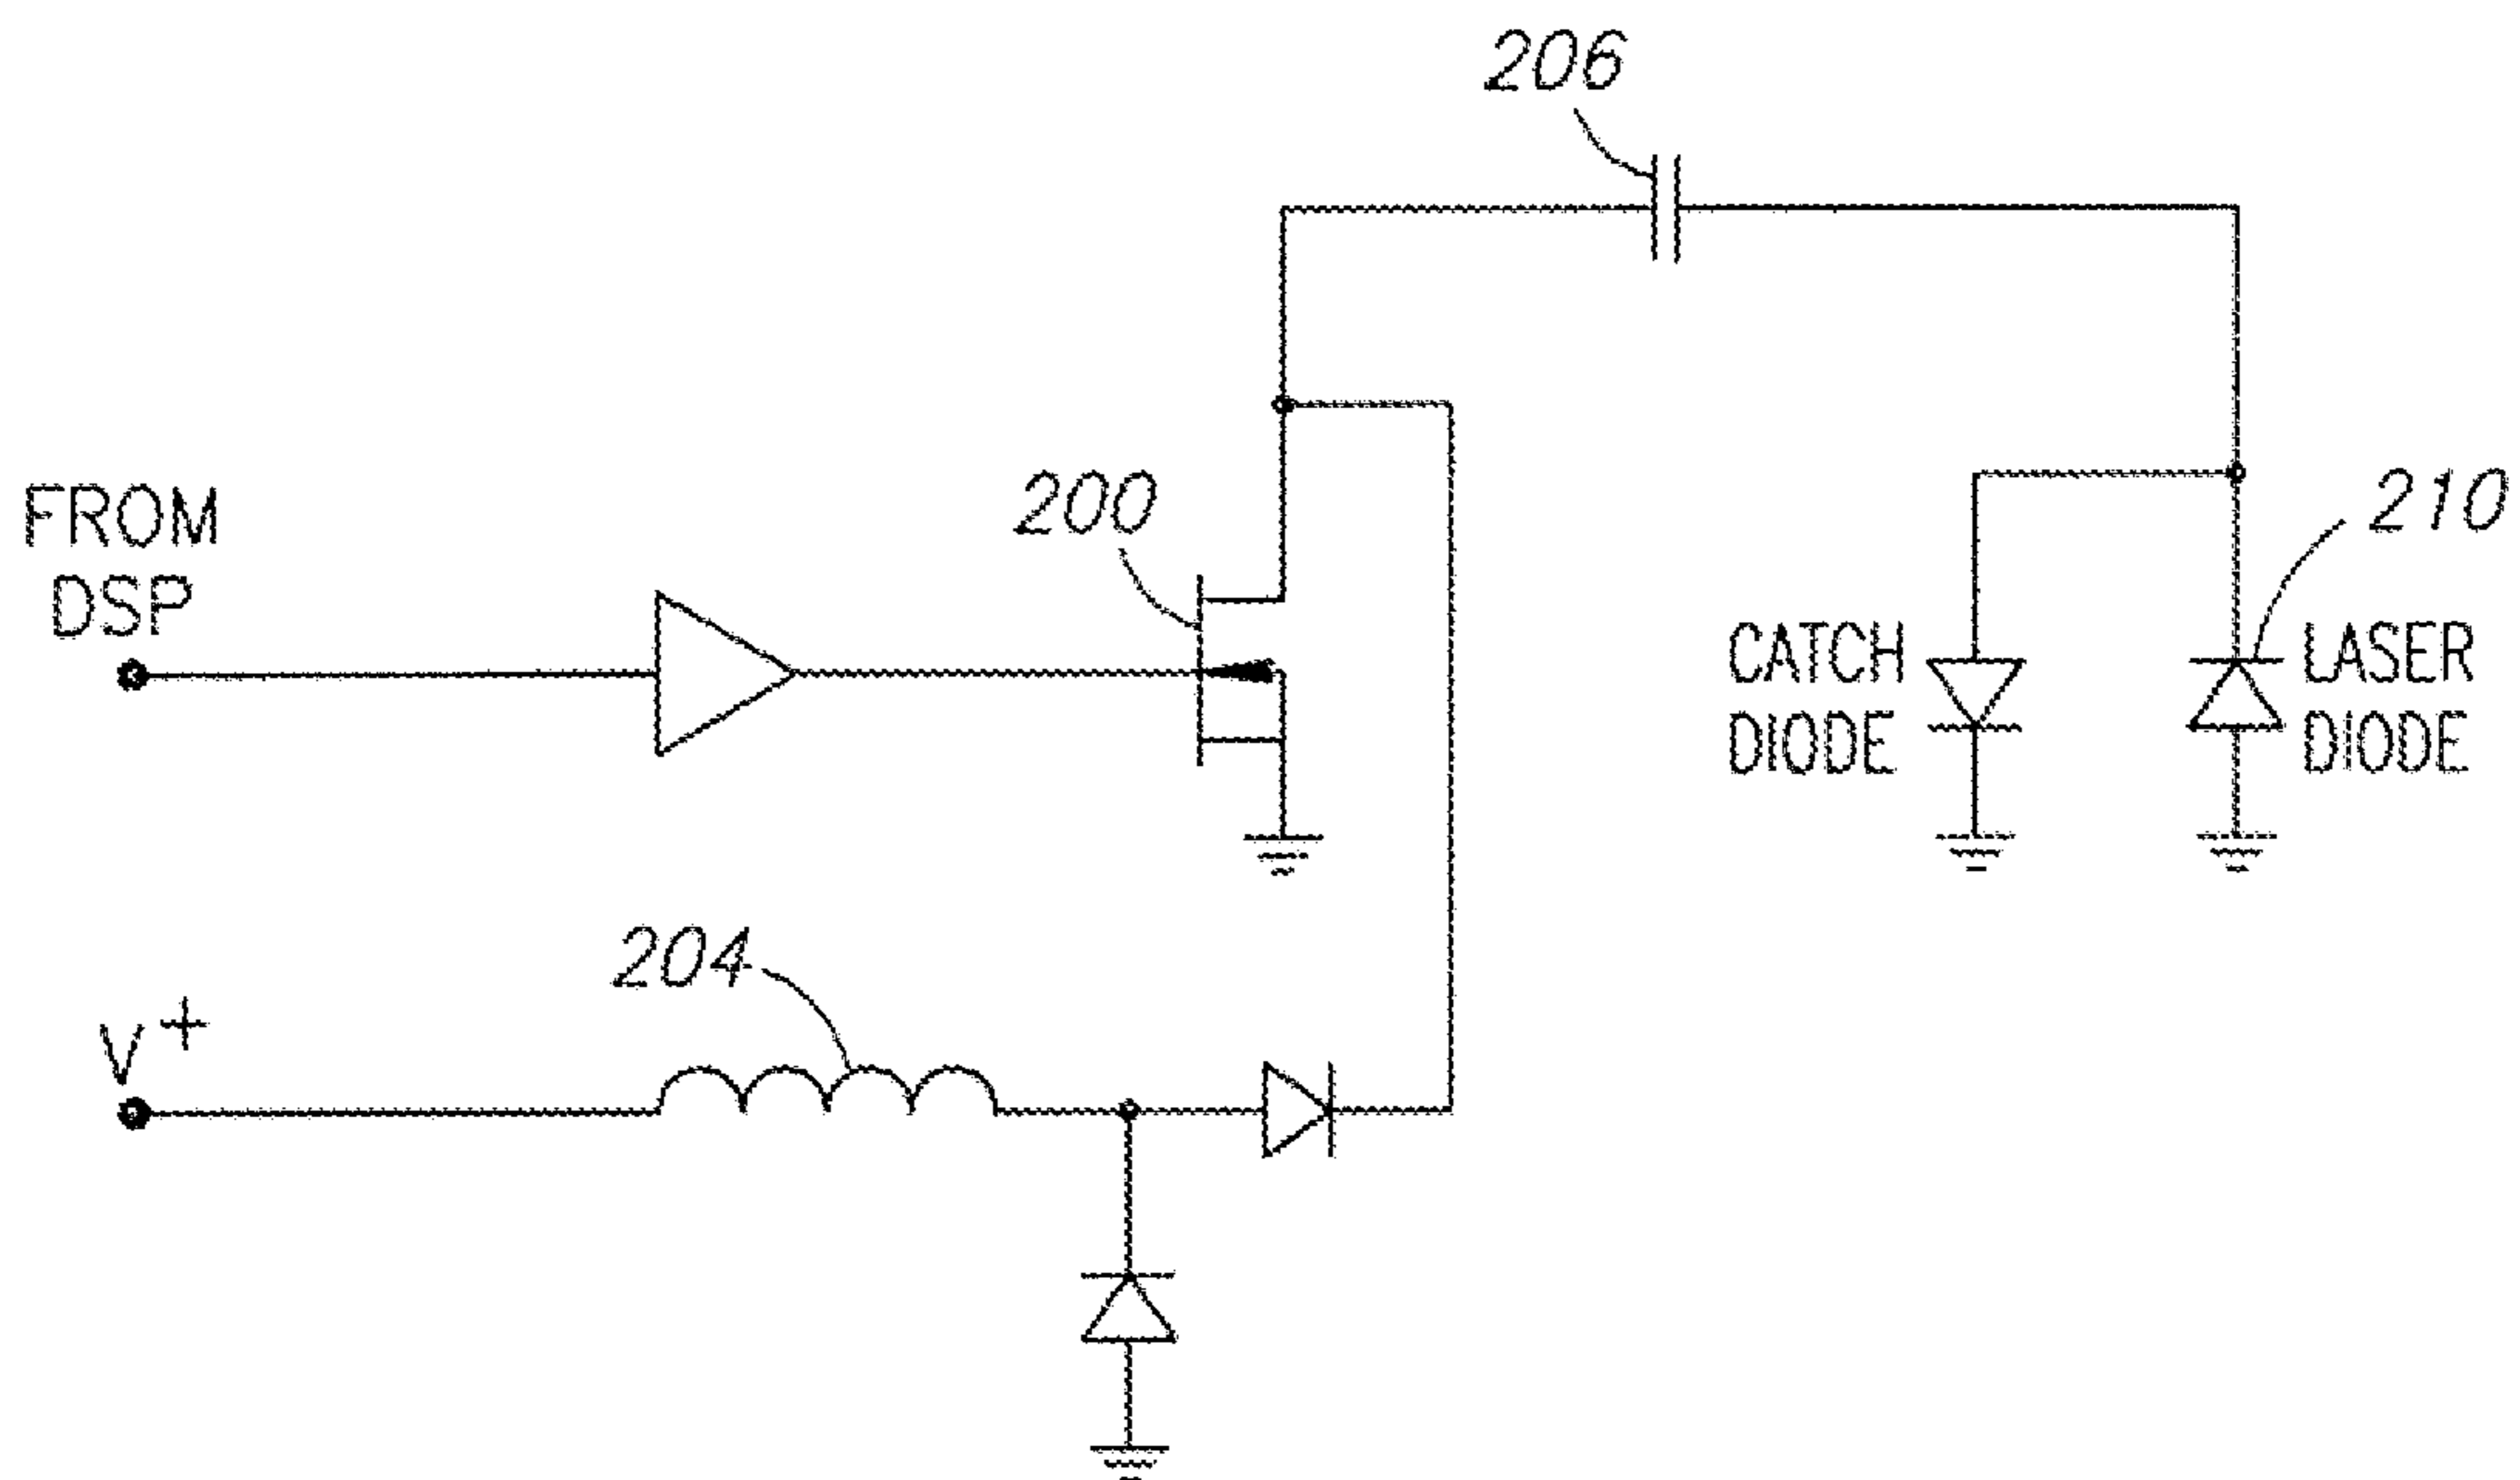 206
200
FROM
DSP
210
CATCH
DIODE
LASER
DIODE
204
V+